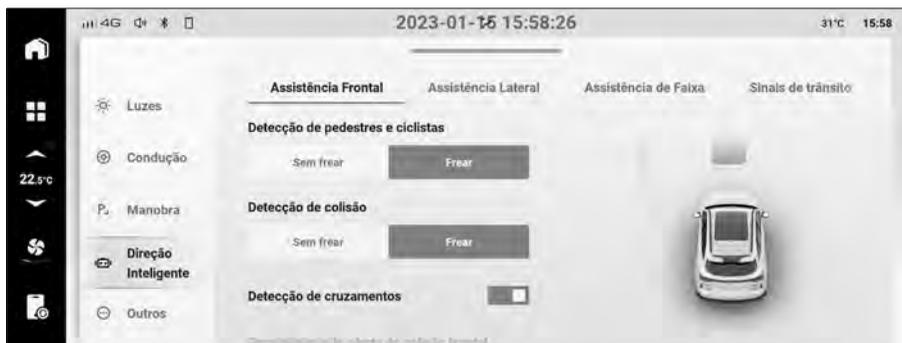 4G 2023-01-15 15:58:26 31°C 15:58
Assistência Frontal Assistência Lateral Assistência de Faixa Sinais de trânsito
Luzes
Detecção de pedestres e ciclistas
Condução
Sem frear Frear
22.5°C
Manobra
Detecção de colisão
Direção
Inteligente
Sem frear Frear
Detecção de cruzamentos
Outros